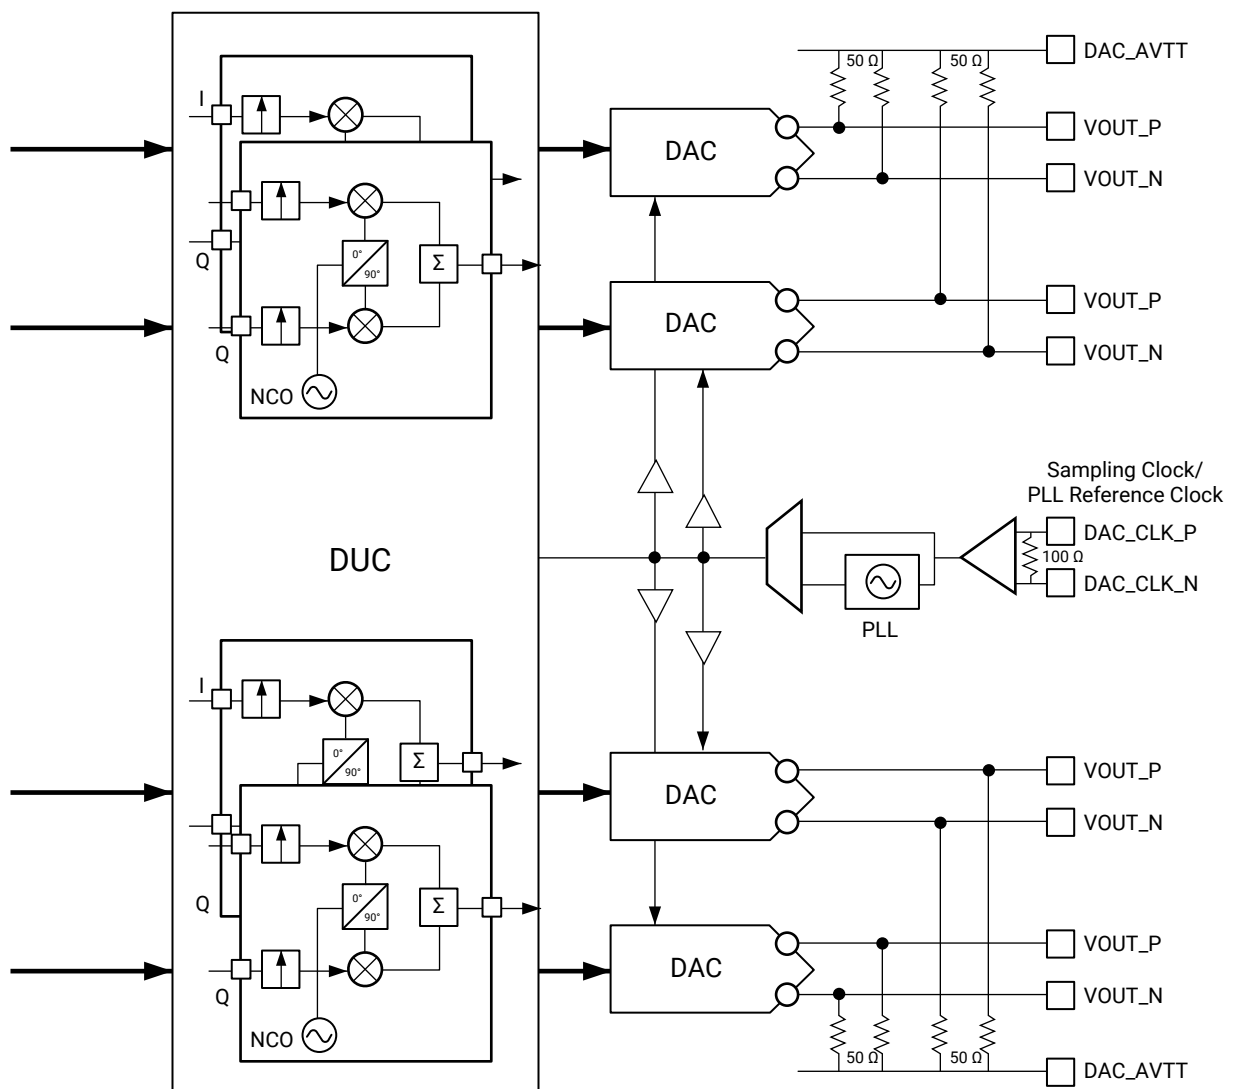 DAC_AVTT
50 Ω
50 Ω
I
DAC
VOUT_P
VOUT_N
Q
0°
90°
Σ
Q
NCO
DAC
VOUT_P
VOUT_N
Sampling Clock/
PLL Reference Clock
DAC_CLK_P
100 Ω
DAC_CLK_N
PLL
DUC
I
0°
90°
Σ
DAC
VOUT_P
VOUT_N
Q
0°
90°
Σ
Q
NCO
DAC
VOUT_P
VOUT_N
50 Ω
50 Ω
DAC_AVTT